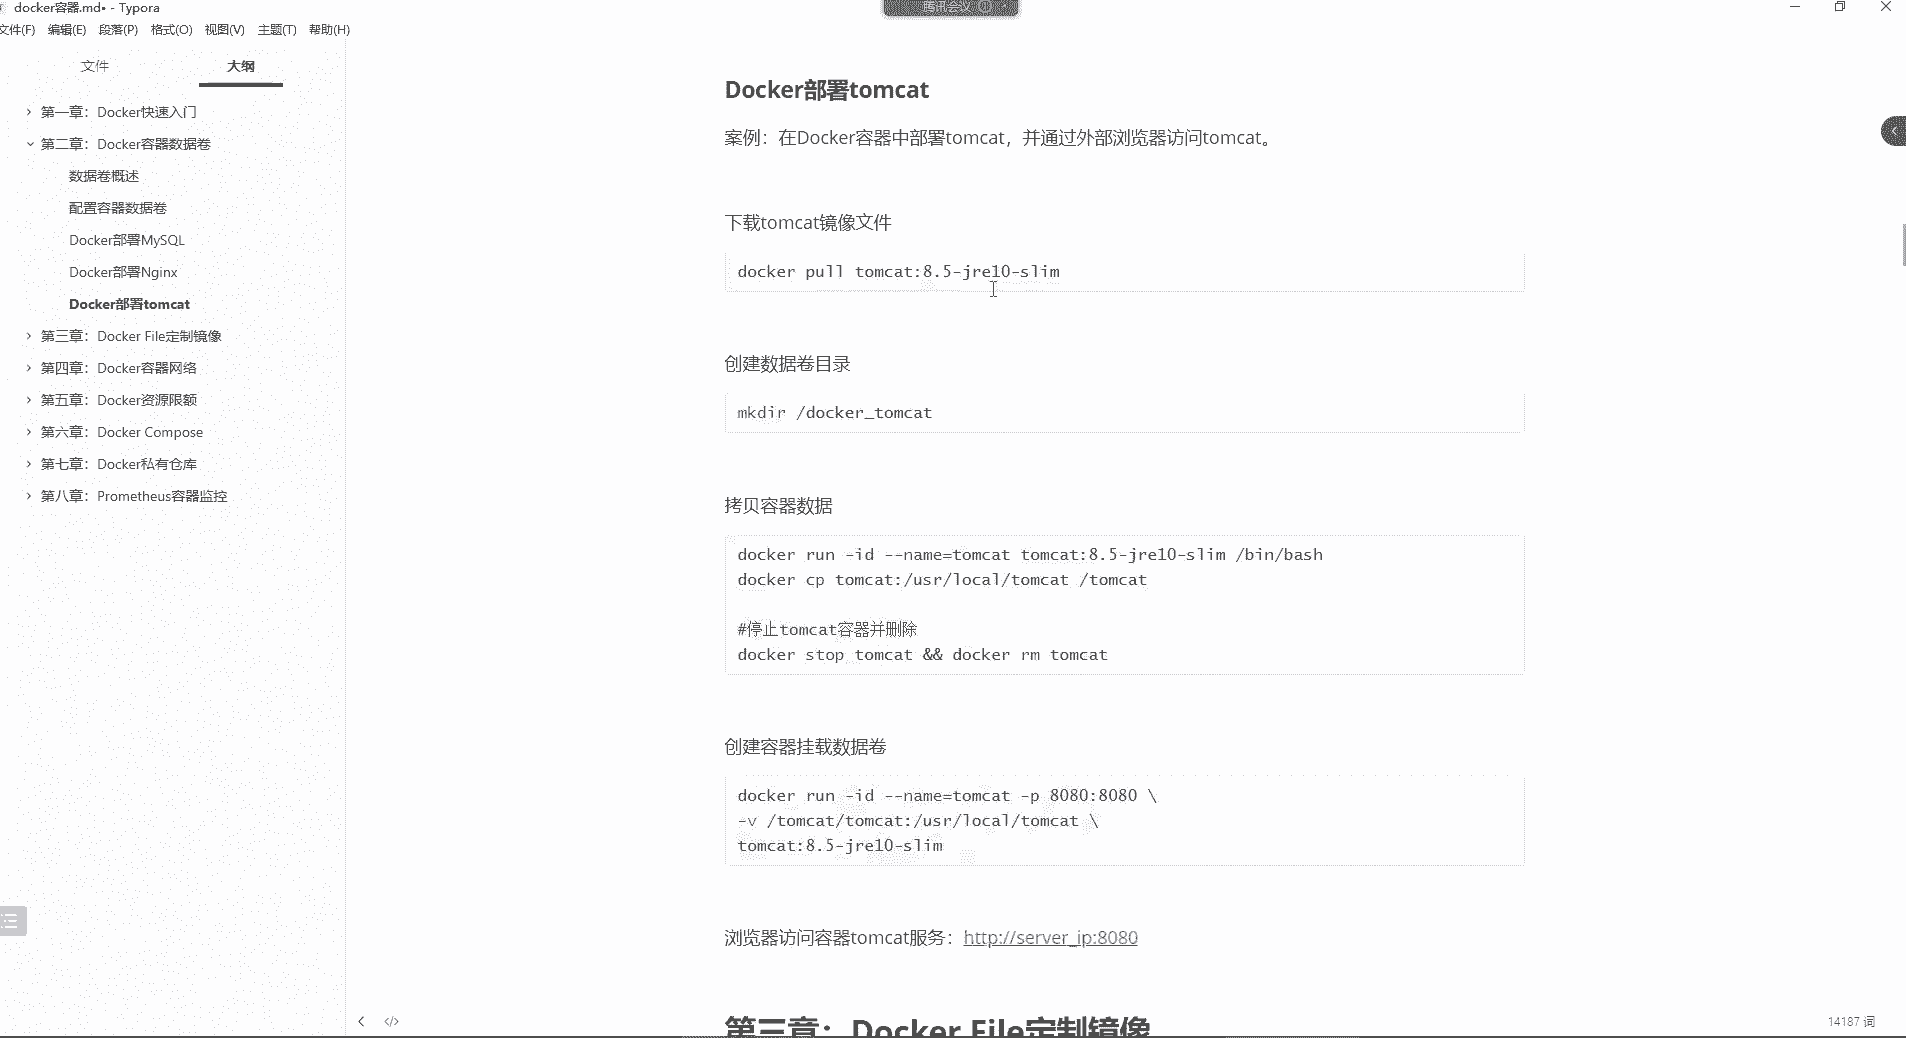 docker容器.md• - Typora
腾讯会议
文件(F) 编辑(E) 段落(P) 格式(O) 视图(V) 主题(T) 帮助(H)
文件 大纲
第一章：Docker快速入门
第二章：Docker容器数据卷
数据卷概述
配置容器数据卷
Docker部署MySQL
Docker部署Nginx
Docker部署tomcat
第三章：Docker File定制镜像
第四章：Docker容器网络
第五章：Docker资源限额
第六章：Docker Compose
第七章：Docker私有仓库
第八章：Prometheus容器监控
Docker部署tomcat
案例：在Docker容器中部署tomcat，并通过外部浏览器访问tomcat。
下载tomcat镜像文件
docker pull tomcat:8.5-jre10-slim
创建数据卷目录
mkdir /docker_tomcat
拷贝容器数据
docker run -id --name=tomcat tomcat:8.5-jre10-slim /bin/bash
docker cp tomcat:/usr/local/tomcat /tomcat
#停止tomcat容器并删除
docker stop tomcat && docker rm tomcat
创建容器挂载数据卷
docker run -id --name=tomcat -p 8080:8080 \
-v /tomcat/tomcat:/usr/local/tomcat \
tomcat:8.5-jre10-slim
浏览器访问容器tomcat服务：http://server_ip:8080
第三章：Docker File定制镜像
14187 词